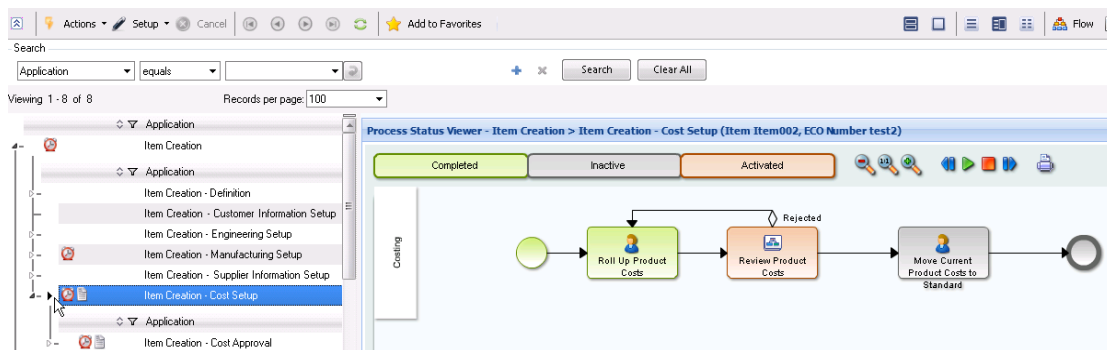 Actions Setup Cancel Add to Favorites Flow
Search
Application equals Search Clear All
Viewing 1 - 8 of 8 Records per page: 100
Application
Item Creation
Application
Item Creation - Definition
Item Creation - Customer Information Setup
Item Creation - Engineering Setup
Item Creation - Manufacturing Setup
Item Creation - Supplier Information Setup
Item Creation - Cost Setup
Application
Item Creation - Cost Approval
Process Status Viewer - Item Creation > Item Creation - Cost Setup (Item Item002, ECO Number test2)
Completed Inactive Activated 1:1
Costing
Rejected
Roll Up Product
Costs
Review Product
Costs
Move Current
Product Costs to
Standard